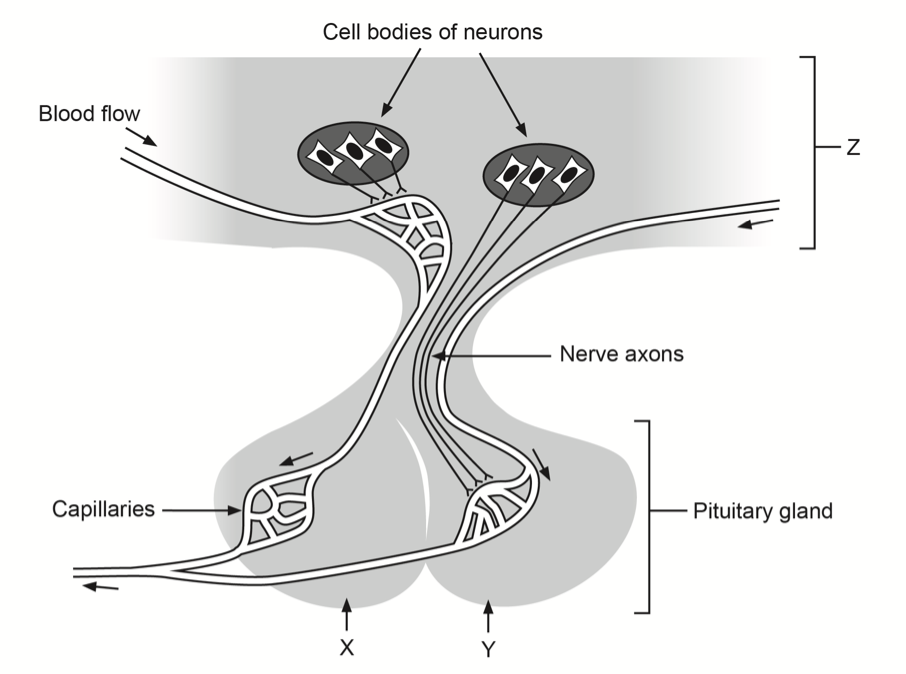 Cell bodies of neurons
Blood flow
Z
Nerve axons
Capillaries
Pituitary gland
X
Y